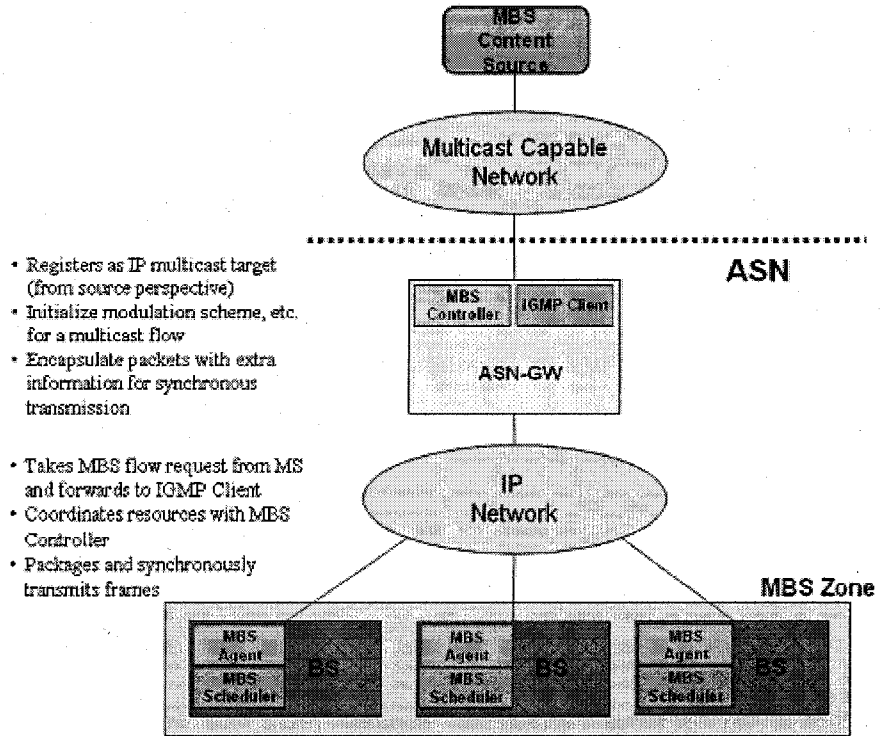 MBS
Content
Source
Multicast Capable
Network
ASN
• Registers as IP multicast target
(from source perspective)
• Initialize modulation scheme, etc.
for a multicast flow
• Encapsulate packets with extra
information for synchronous
transmission
MBS
Controller
IGMP Client
ASN-GW
• Takes MBS flow request from MS
and forwards to IGMP Client
• Coordinates resources with MBS
Controller
• Packages and synchronously
transmits frames
IP
Network
MBS Zone
MBS
Agent
MBS
Scheduler
BS
MBS
Agent
MBS
Scheduler
BS
MBS
Agent
MBS
Scheduler
BS